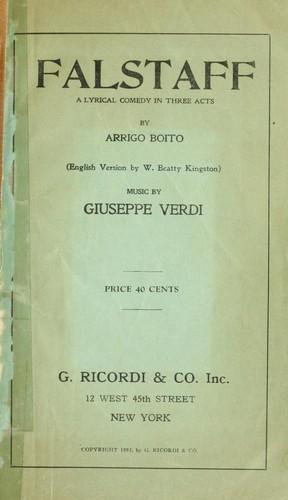 FALSTAFF
A LYRICAL COMEDY IN THREE ACTS
BY
ARRIGO BOITO
(English Version by W. Beatty Kingston)
MUSIC BY
GIUSEPPE VERDI
PRICE 40 CENTS
G. RICORDI & CO. Inc.
12 WEST 45th STREET
NEW YORK
COPYRIGHT by G. RICORDI & CO.